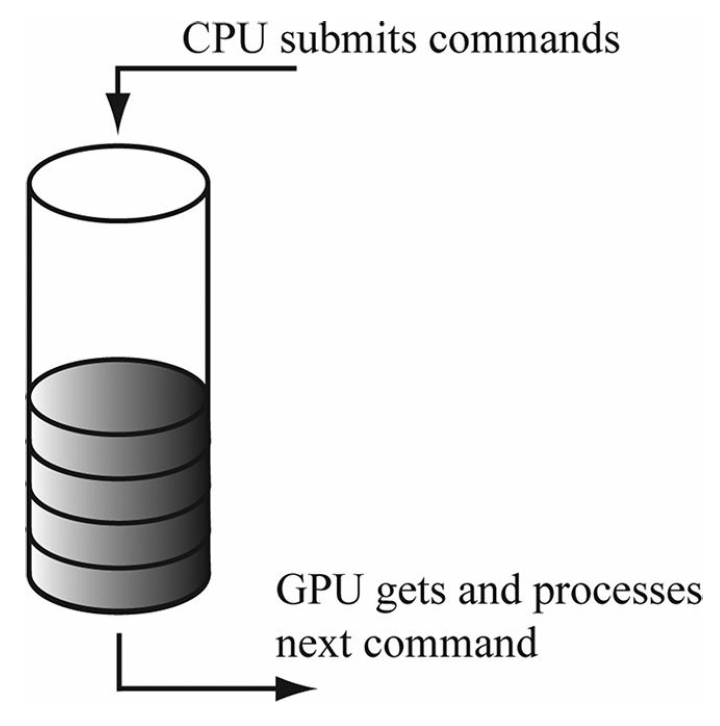 CPU submits commands
GPU gets and processes
next command